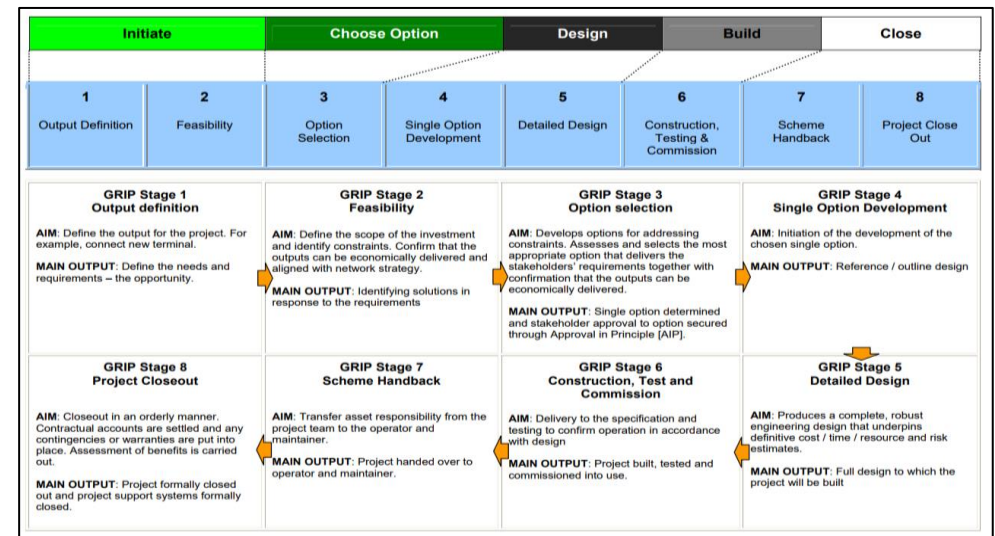 Initiate
Choose Option
Design
Build
Close
1
Output Definition
2
Feasibility
3
Option
Selection
4
Single Option
Development
5
Detailed Design
6
Construction,
Testing &
Commission
7
Scheme
Handback
8
Project Close
Out
GRIP Stage 1
Output definition
AIM: Define the output for the project. For
example, connect new terminal.
MAIN OUTPUT: Define the needs and
requirements – the opportunity.
GRIP Stage 2
Feasibility
AIM: Define the scope of the investment
and identify constraints. Confirm that the
outputs can be economically delivered and
aligned with network strategy.
MAIN OUTPUT: Identifying solutions in
response to the requirements
GRIP Stage 3
Option selection
AIM: Develops options for addressing
constraints. Assesses and selects the most
appropriate option that delivers the
stakeholders' requirements together with
confirmation that the outputs can be
economically delivered.
MAIN OUTPUT: Single option determined
and stakeholder approval to option secured
through Approval in Principle [AIP].
GRIP Stage 4
Single Option Development
AIM: Initiation of the development of the
chosen single option.
MAIN OUTPUT: Reference / outline design
GRIP Stage 8
Project Closeout
AIM: Closeout in an orderly manner.
Contractual accounts are settled and any
contingencies or warranties are put into
place. Assessment of benefits is carried
out.
MAIN OUTPUT: Project formally closed
out and project support systems formally
closed.
GRIP Stage 7
Scheme Handback
AIM: Transfer asset responsibility from the
project team to the operator and
maintainer.
MAIN OUTPUT: Project handed over to
operator and maintainer.
GRIP Stage 6
Construction, Test and
Commission
AIM: Delivery to the specification and
testing to confirm operation in accordance
with design
MAIN OUTPUT: Project built, tested and
commissioned into use.
GRIP Stage 5
Detailed Design
AIM: Produces a complete, robust
engineering design that underpins
definitive cost / time / resource and risk
estimates.
MAIN OUTPUT: Full design to which the
project will be built